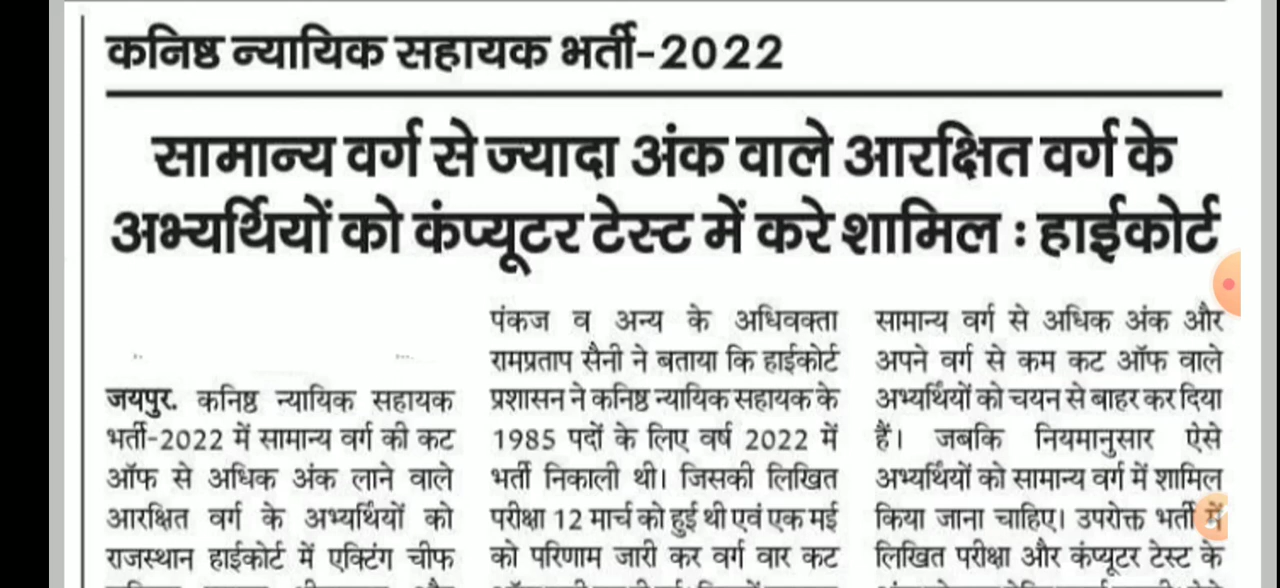 कनिष्ठ न्यायिक सहायक भर्ती-2022
सामान्य वर्ग से ज्यादा अंक वाले आरक्षित वर्ग के
अभ्यर्थियों को कंप्यूटर टेस्ट में करे शामिल : हाईकोर्ट
जयपुर. कनिष्ठ न्यायिक सहायक
भर्ती-2022 में सामान्य वर्ग की कट
ऑफ से अधिक अंक लाने वाले
आरक्षित वर्ग के अभ्यर्थियों को
राजस्थान हाईकोर्ट में एक्टिंग चीफ
पंकज व अन्य के अधिवक्ता
रामप्रताप सैनी ने बताया कि हाईकोर्ट
प्रशासन ने कनिष्ठ न्यायिक सहायक के
1985 पदों के लिए वर्ष 2022 में
भर्ती निकाली थी। जिसकी लिखित
परीक्षा 12 मार्च को हुई थी एवं एक मई
को परिणाम जारी कर वर्ग वार कट
सामान्य वर्ग से अधिक अंक और
अपने वर्ग से कम कट ऑफ वाले
अभ्यर्थियों को चयन से बाहर कर दिया
हैं। जबकि नियमानुसार ऐसे
अभ्यर्थियों को सामान्य वर्ग में शामिल
किया जाना चाहिए। उपरोक्त भर्ती में
लिखित परीक्षा और कंप्यूटर टेस्ट के